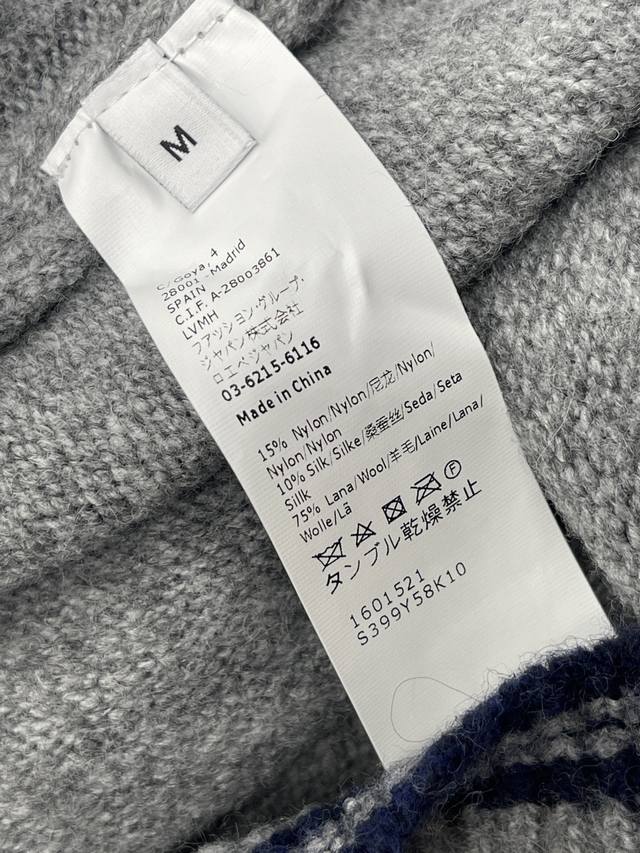 M
C/ Goya, 4
28001 -Madrid
SPAIN
C.I.F. A-28003861
LVMH
ファッション・グループ・
ジャパン株式会社
ロエベジャパン
03-6215-6116
Made in China
15% Nylon/Nylon/尼龙/Nylon/
Nylon/Nylon
10% Silk/Silke/桑蚕丝/Seda/Seta
Sillk
75% Lana/Wool/羊毛/Laine/Lana/
Wolle/Lã
F
タンブル乾燥禁止
1601521
S399Y58K10